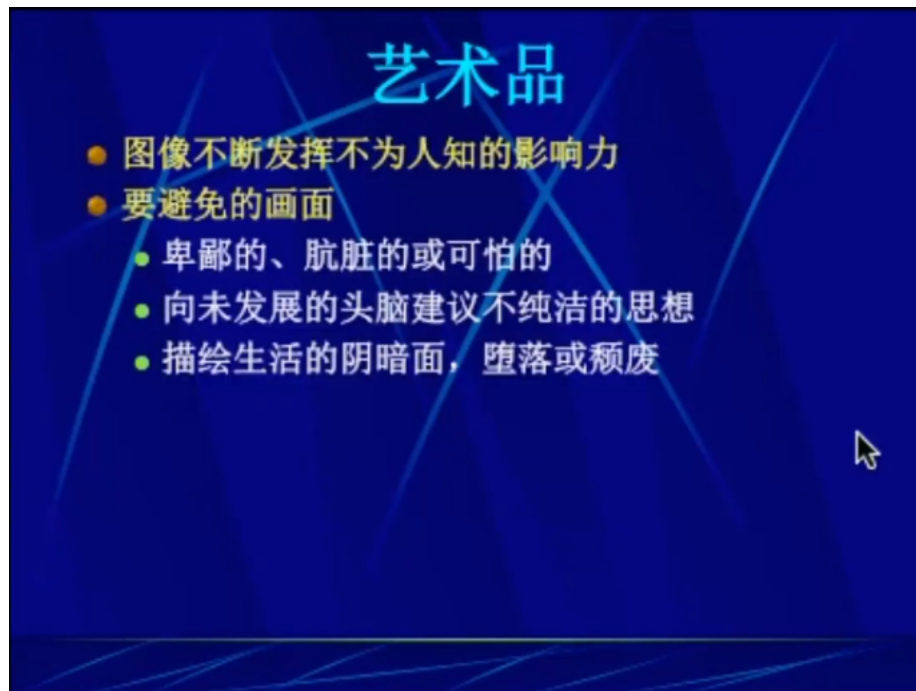 艺术品
图像不断发挥不为人知的影响力
要避免的画面
卑鄙的、肮脏的或可怕的
向未发展的头脑建议不纯洁的思想
描绘生活的阴暗面，堕落或颓废